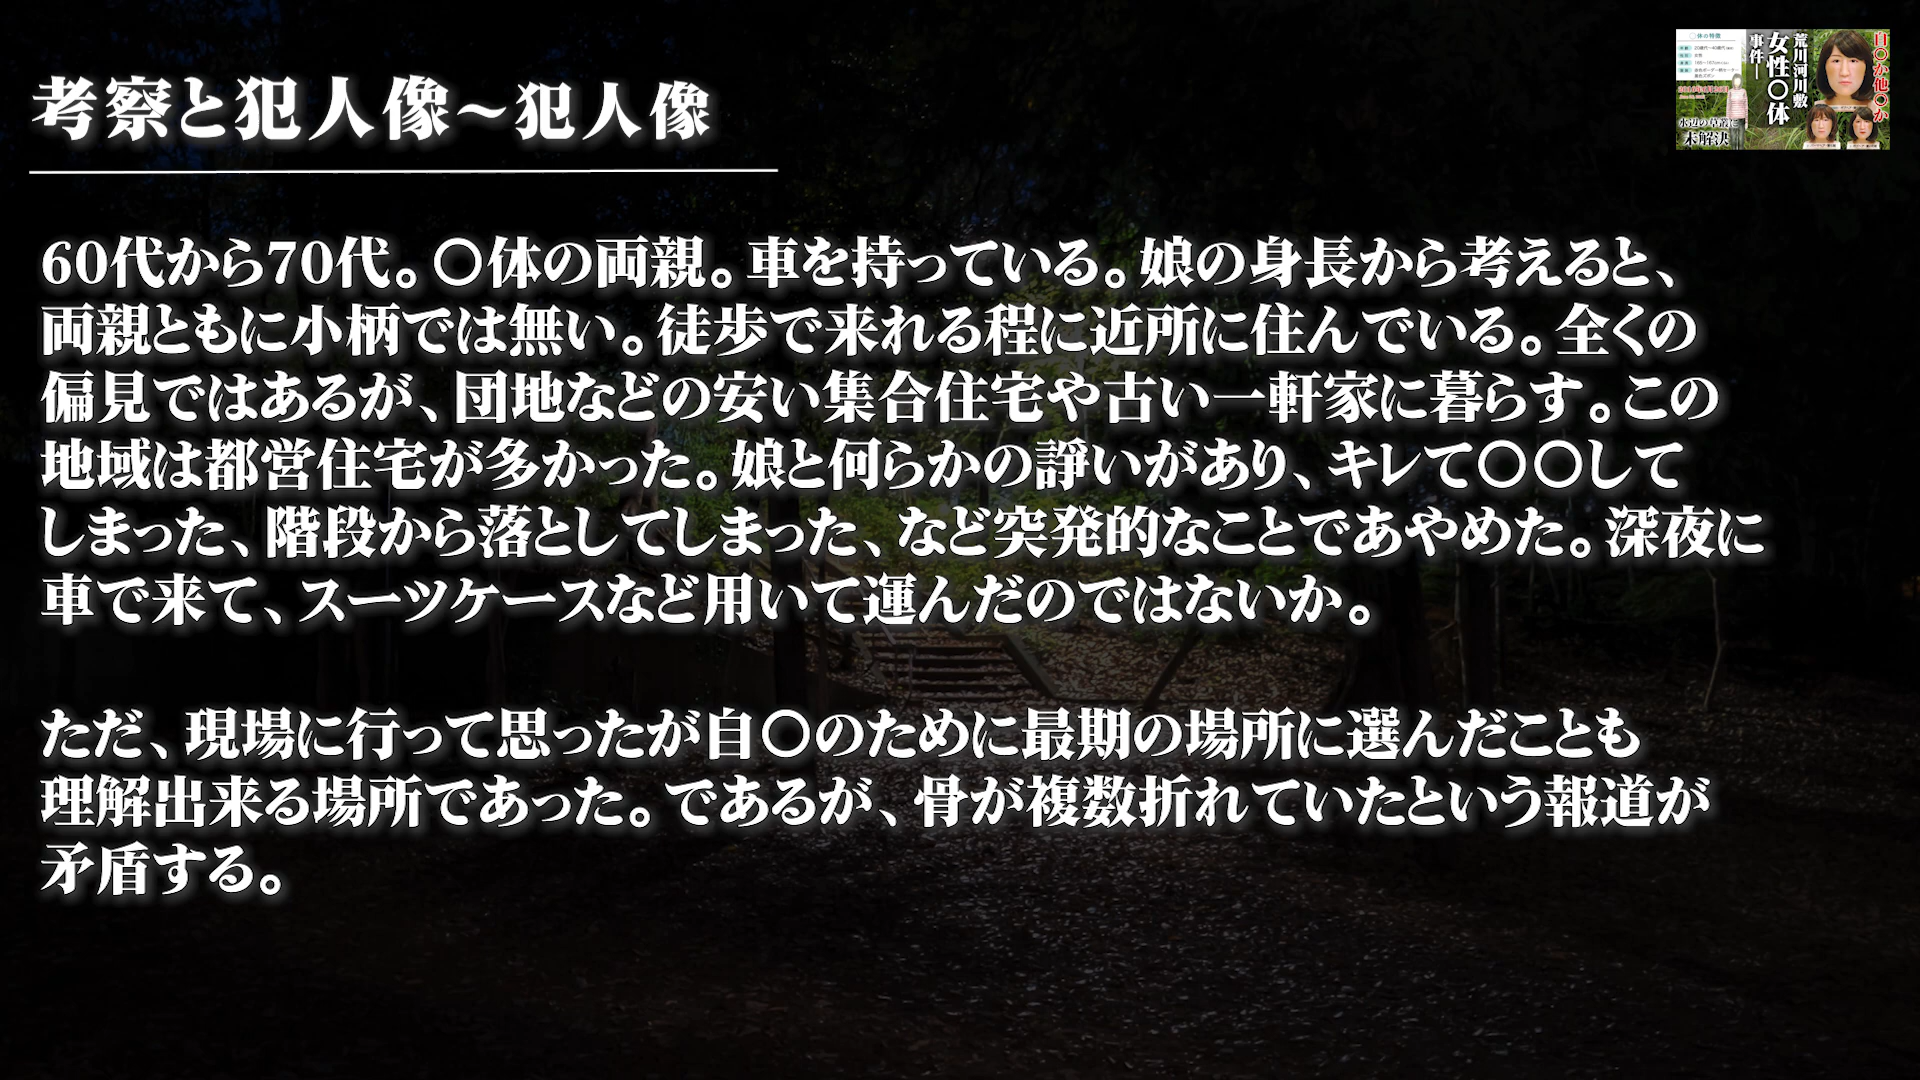 考察と犯人像～犯人像
60代から70代。〇体の両親。車を持っている。娘の身長から考えると、
両親ともに小柄では無い。徒歩で来れる程に近所に住んでいる。全くの
偏見ではあるが、団地などの安い集合住宅や古い一軒家に暮らす。この
地域は都営住宅が多かった。娘と何らかの諍いがあり、キレて〇〇して
しまった、階段から落としてしまった、など突発的なことであやめた。深夜に
車で来て、スーツケースなど用いて運んだのではないか。
ただ、現場に行って思ったが自〇のために最期の場所に選んだことも
理解出来る場所であった。であるが、骨が複数折れていたという報道が
矛盾する。
自〇か他〇か
荒川河川敷
女性〇体
事件―
水辺の草叢に
未解決